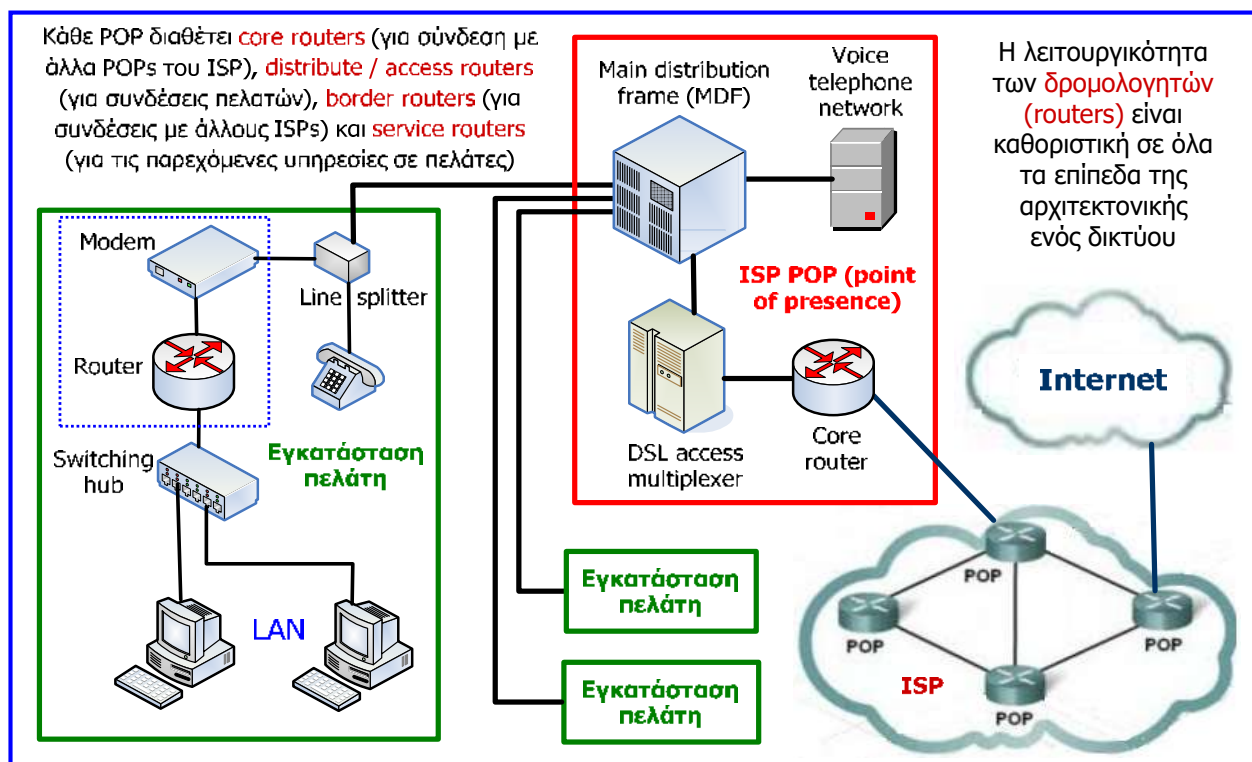 Κάθε POP διαθέτει core routers (για σύνδεση με
άλλα POPs του ISP), distribute / access routers
(για συνδέσεις πελατών), border routers (για
συνδέσεις με άλλους ISPs) και service routers
(για τις παρεχόμενες υπηρεσίες σε πελάτες)
Main distribution
frame (MDF)
Voice
telephone
network
Η λειτουργικότητα
των δρομολογητών
(routers) είναι
καθοριστική σε όλα
τα επίπεδα της
αρχιτεκτονικής
ενός δικτύου
Modem
Line splitter
Router
Switching
hub
Εγκατάσταση
πελάτη
LAN
ISP POP (point
of presence)
DSL access
multiplexer
Core
router
Internet
Εγκατάσταση
πελάτη
Εγκατάσταση
πελάτη
POP
POP
POP
ISP
POP